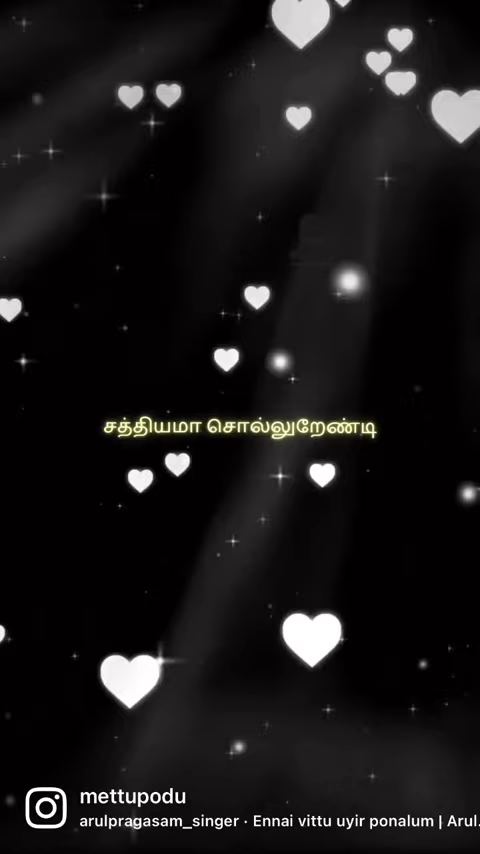 சத்தியமா சொல்லுறேண்டி
mettupodu
arulpragasam_singer · Ennai vittu uyir ponalum | Arul.